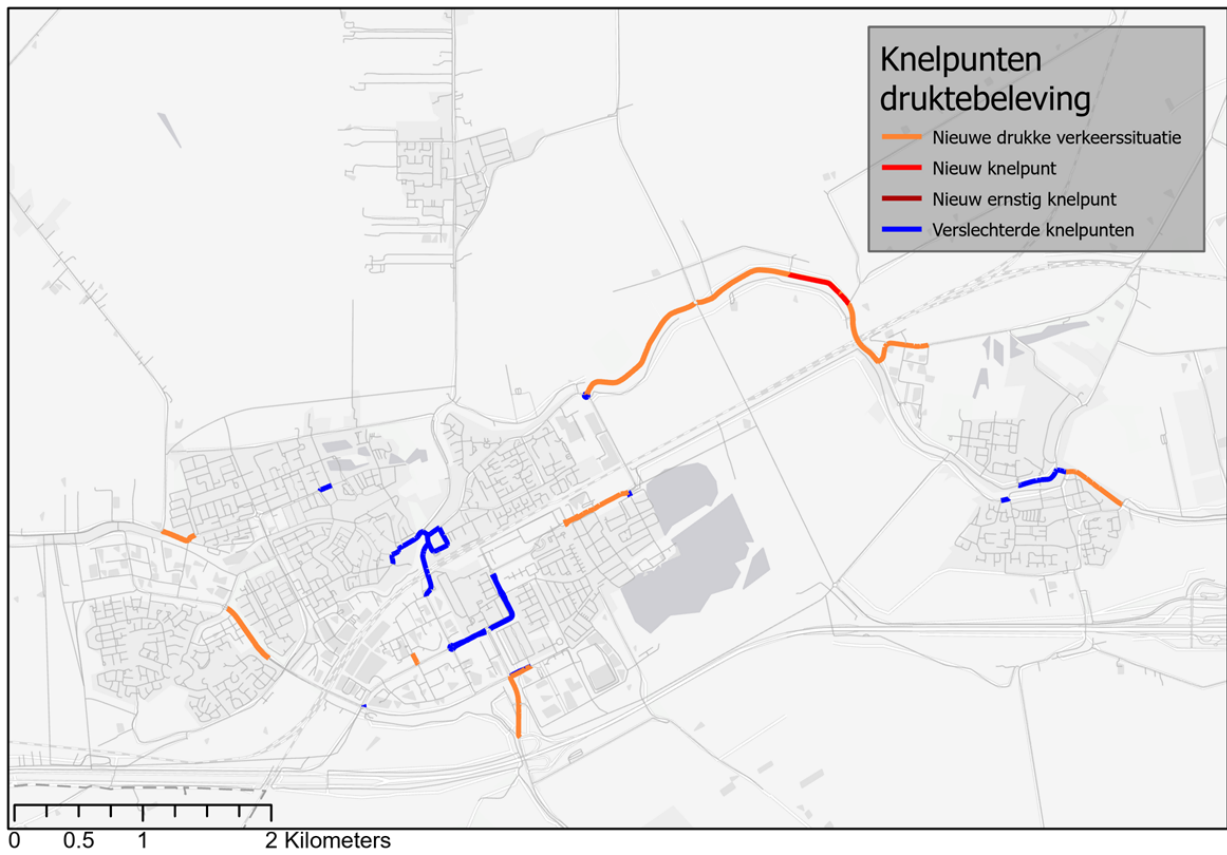 Knelpunten
druktebeleving
Nieuwe drukke verkeerssituatie
Nieuw knelpunt
Nieuw ernstig knelpunt
Verslechterde knelpunten
0 0.5 1 2 Kilometers